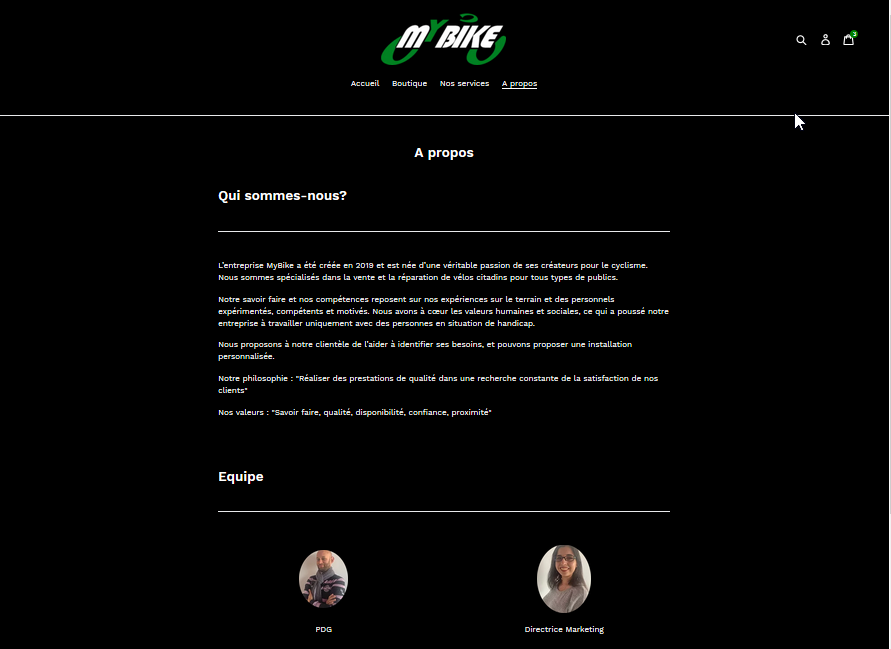 MYBIKE
3
Accueil Boutique Nos services A propos
A propos
Qui sommes-nous?
L'entreprise MyBike a été créée en 2019 et est née d'une véritable passion de ses créateurs pour le cyclisme.
Nous sommes spécialisés dans la vente et la réparation de vélos citadins pour tous types de publics.
Notre savoir faire et nos compétences reposent sur nos expériences sur le terrain et des personnels
expérimentés, compétents et motivés. Nous avons à cœur les valeurs humaines et sociales, ce qui a poussé notre
entreprise à travailler uniquement avec des personnes en situation de handicap.
Nous proposons à notre clientèle de l'aider à identifier ses besoins, et pouvons proposer une installation
personnalisée.
Notre philosophie : "Réaliser des prestations de qualité dans une recherche constante de la satisfaction de nos
clients"
Nos valeurs : "Savoir faire, qualité, disponibilité, confiance, proximité"
Equipe
PDG Directrice Marketing